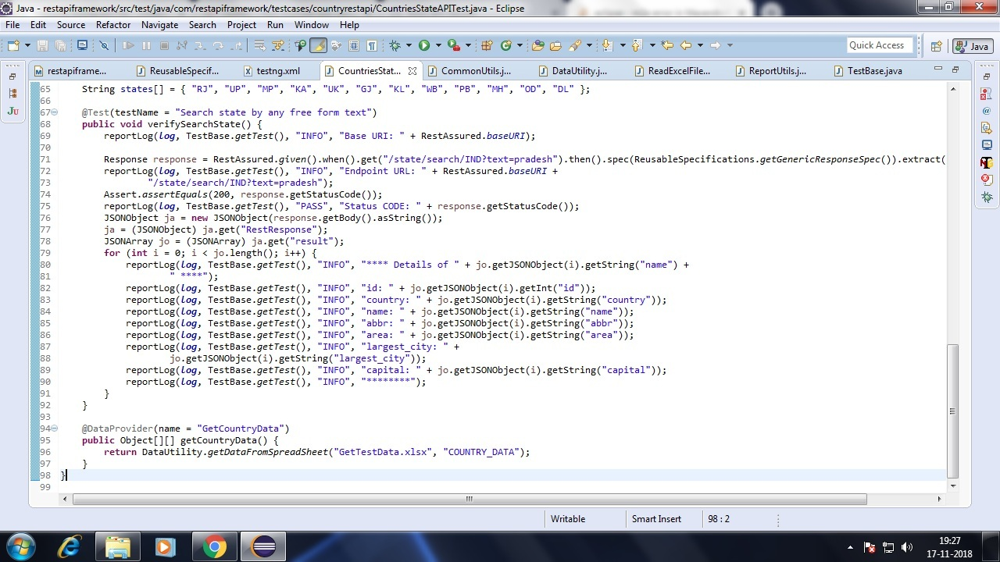 Java - restapiframework/src/test/java/com/restapiframework/testcases/countryrestapi/CountriesStateAPITest.java - Eclipse
File Edit Source Refactor Navigate Search Project Run Window Help
Quick Access Java
restapiframe... ReusableSpecif... testng.xml CountriesStat... CommonUtils.j... DataUtility.j... ReadExcelFile... ReportUtils.j... TestBase.java
65 String states[] = { "RJ", "UP", "MP", "KA", "UK", "GJ", "KL", "WB", "PB", "MH", "OD", "DL" };
66
67 @Test(testName = "Search state by any free form text")
68 public void verifySearchState() {
69 reportLog(log, TestBase.getTest(), "INFO", "Base URI: " + RestAssured.baseURI);
70
71 Response response = RestAssured.given().when().get("/state/search/IND?text=pradesh").then().spec(ReusableSpecifications.getGenericResponseSpec()).extract(
72 reportLog(log, TestBase.getTest(), "INFO", "Endpoint URL: " + RestAssured.baseURI +
73 "/state/search/IND?text=pradesh");
74 Assert.assertEquals(200, response.getStatusCode());
75 reportLog(log, TestBase.getTest(), "PASS", "Status CODE: " + response.getStatusCode());
76 JSONObject ja = new JSONObject(response.getBody().asString());
77 ja = (JSONObject) ja.get("RestResponse");
78 JSONArray jo = (JSONArray) ja.get("result");
79 for (int i = 0; i < jo.length(); i++) {
80 reportLog(log, TestBase.getTest(), "INFO", "**** Details of " + jo.getJSONObject(i).getString("name") +
81 " ****");
82 reportLog(log, TestBase.getTest(), "INFO", "id: " + jo.getJSONObject(i).getInt("id"));
83 reportLog(log, TestBase.getTest(), "INFO", "country: " + jo.getJSONObject(i).getString("country"));
84 reportLog(log, TestBase.getTest(), "INFO", "name: " + jo.getJSONObject(i).getString("name"));
85 reportLog(log, TestBase.getTest(), "INFO", "abbr: " + jo.getJSONObject(i).getString("abbr"));
86 reportLog(log, TestBase.getTest(), "INFO", "area: " + jo.getJSONObject(i).getString("area"));
87 reportLog(log, TestBase.getTest(), "INFO", "largest_city: " +
88 jo.getJSONObject(i).getString("largest_city"));
89 reportLog(log, TestBase.getTest(), "INFO", "capital: " + jo.getJSONObject(i).getString("capital"));
90 reportLog(log, TestBase.getTest(), "INFO", "********");
91 }
92 }
93
94 @DataProvider(name = "GetCountryData")
95 public Object[][] getCountryData() {
96 return DataUtility.getDataFromSpreadSheet("GetTestData.xlsx", "COUNTRY_DATA");
97 }
98 }
99
Writable Smart Insert 98 : 2
19:27
17-11-2018